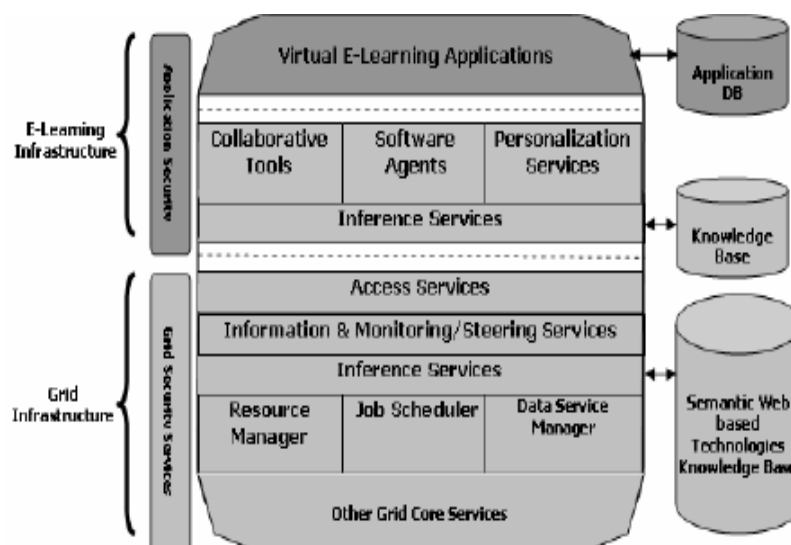 Virtual E-Learning Applications
Application
DB
Application Security
E-Learning
Infrastructure
Collaborative
Tools
Software
Agents
Personalization
Services
Inference Services
Knowledge
Base
Access Services
Information & Monitoring/Steering Services
Inference Services
Grid Security Services
Grid
Infrastructure
Resource
Manager
Job Scheduler
Data Service
Manager
Semantic Web
based
Technologies
Knowledge Base
Other Grid Core Services